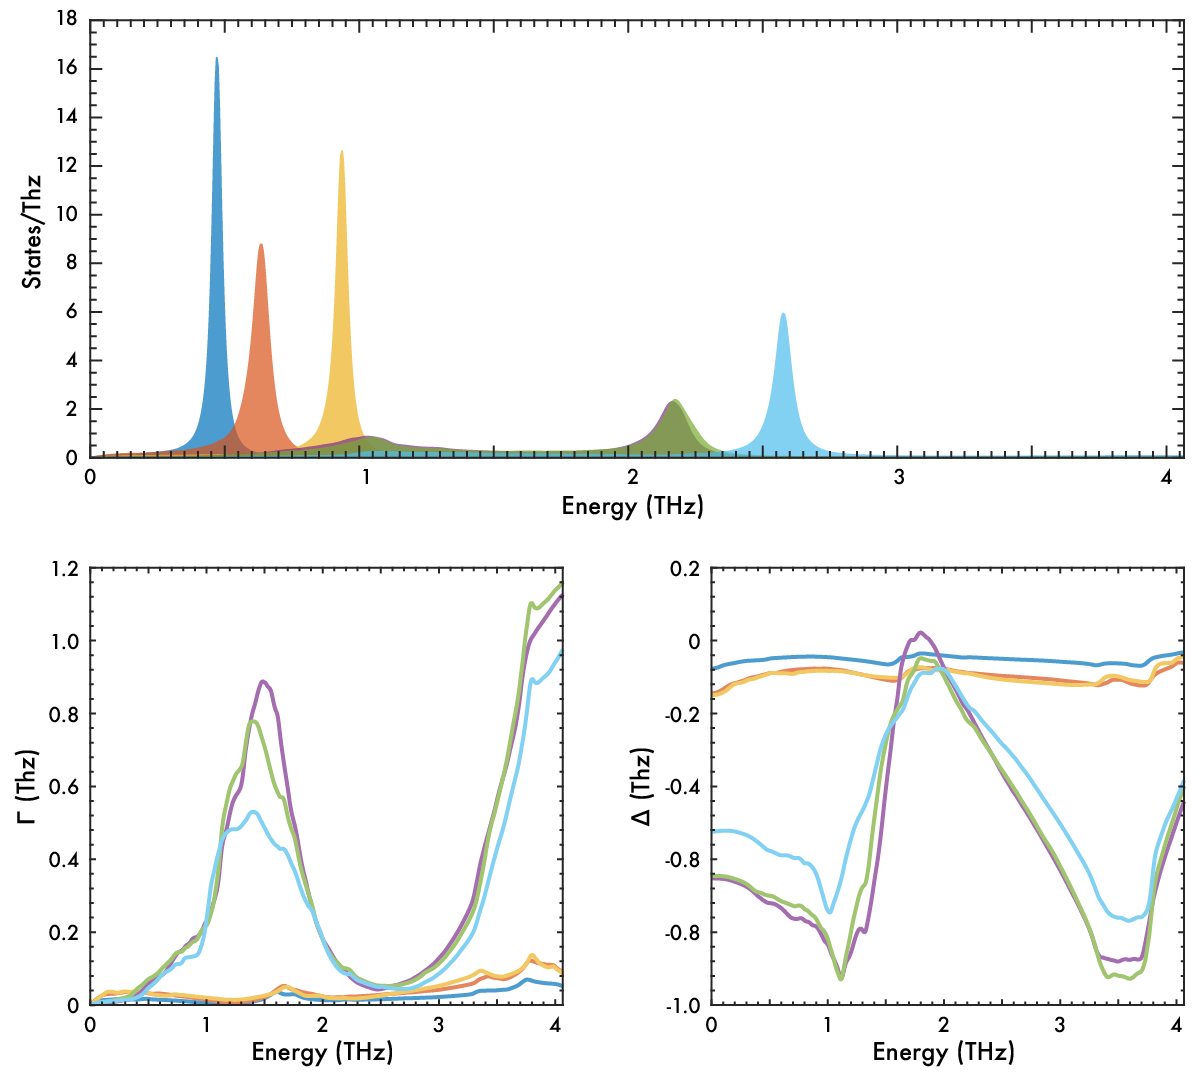 18
16
14
12
10
8
6
4
2
0
States/Thz
0 1 2 3 4
Energy (THz)
1.2
1.0
0.8
0.6
0.4
0.2
0
Γ (Thz)
0 1 2 3 4
Energy (THz)
0.2
0
-0.2
-0.4
-0.8
-0.8
-1.0
Δ (Thz)
0 1 2 3 4
Energy (THz)